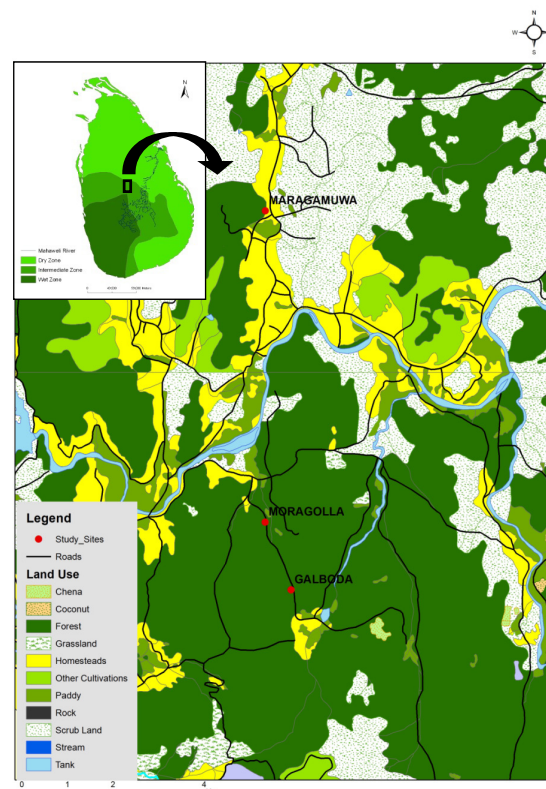 N
W
S
N
MARAGAMUWA
Mahaweli River
Dry Zone
Intermediate Zone
Wet Zone
0
MORAGOLLA
GALBODA
Legend
Study_Sites
Roads
Land Use
Chena
Coconut
Forest
Grassland
Homesteads
Other Cultivations
Paddy
Rock
Scrub Land
Stream
Tank
0 1 2 4